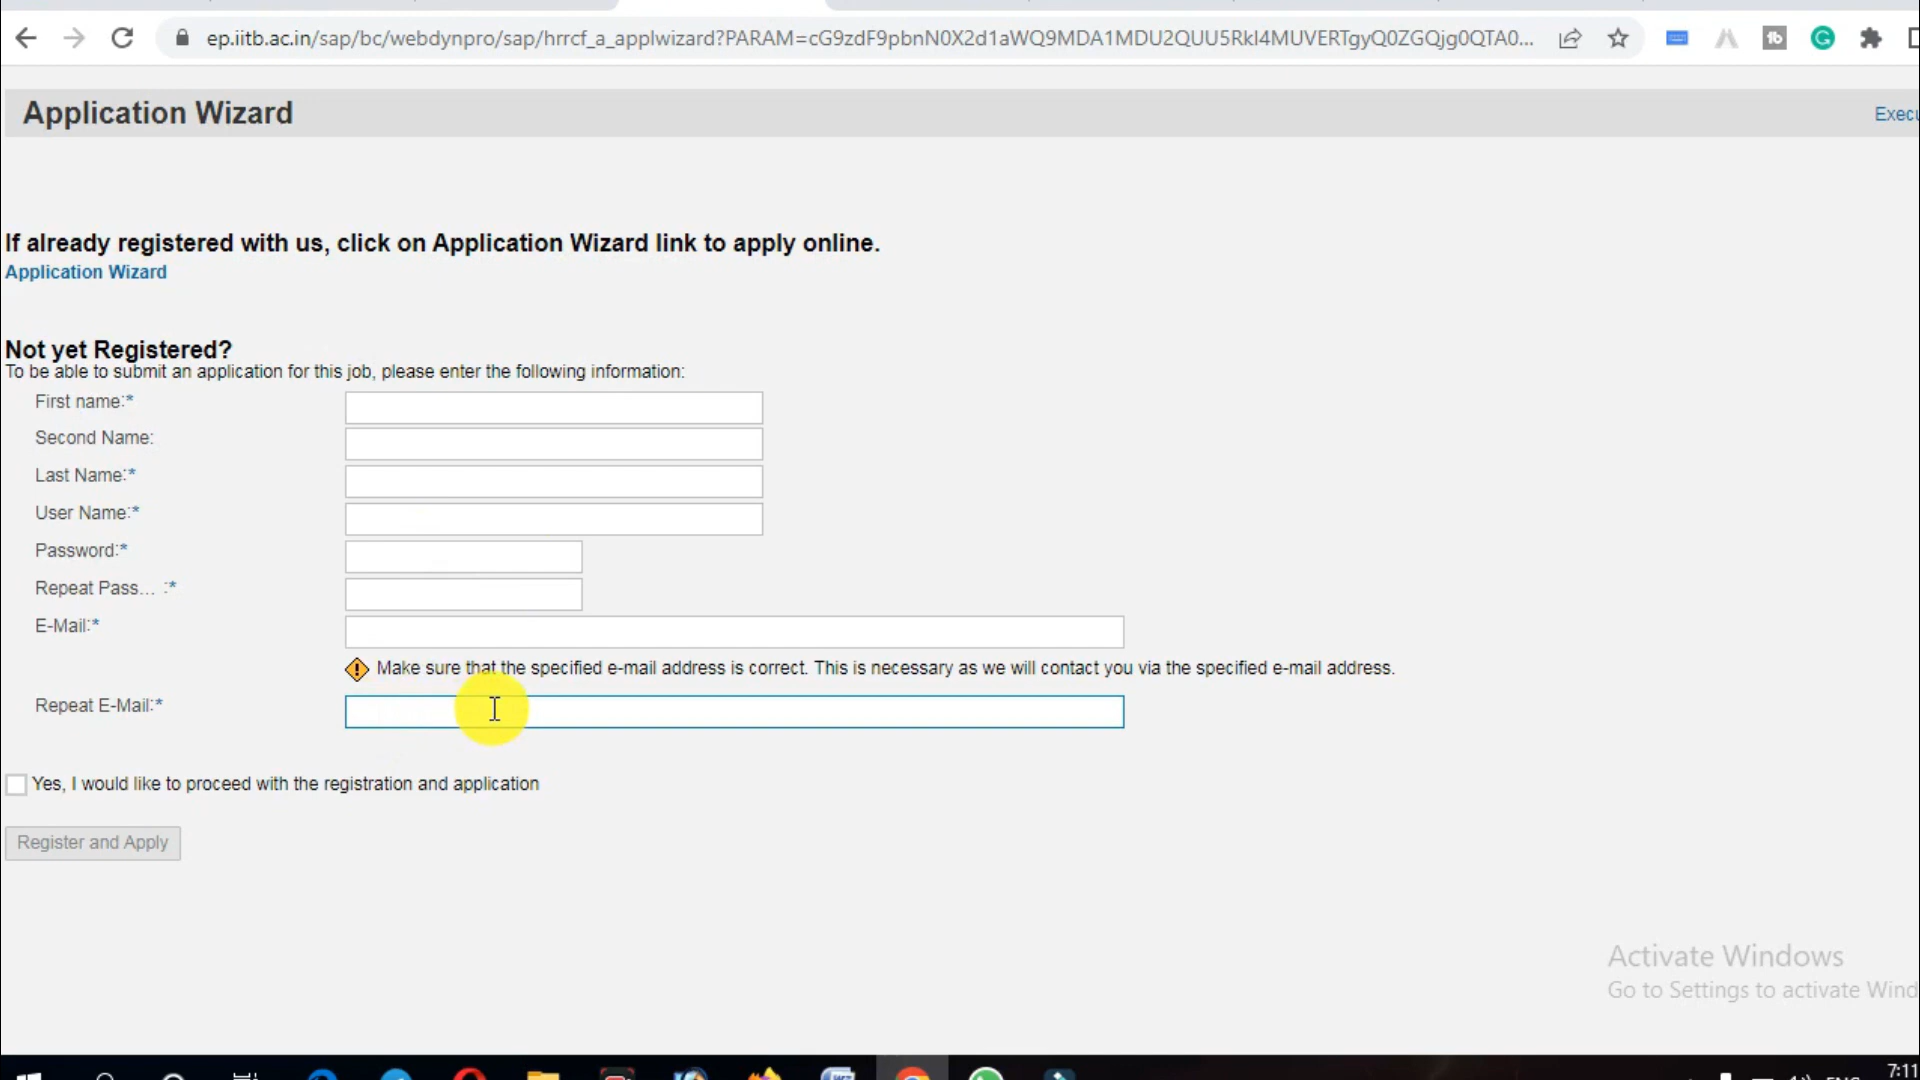 ep.iitb.ac.in/sap/bc/webdynpro/sap/hrrcf_a_applwizard?PARAM=cG9zdF9pbnN0X2d1aWQ9MDA1MDU2QUU5RkI4MUVERTgyQ0ZGQjg0QTA0...
Application Wizard
Execu
If already registered with us, click on Application Wizard link to apply online.
Application Wizard
Not yet Registered?
To be able to submit an application for this job, please enter the following information:
First name:*
Second Name:
Last Name:*
User Name:*
Password:*
Repeat Pass... :*
E-Mail:*
Make sure that the specified e-mail address is correct. This is necessary as we will contact you via the specified e-mail address.
Repeat E-Mail:*
Yes, I would like to proceed with the registration and application
Register and Apply
Activate Windows
Go to Settings to activate Wind
7:11